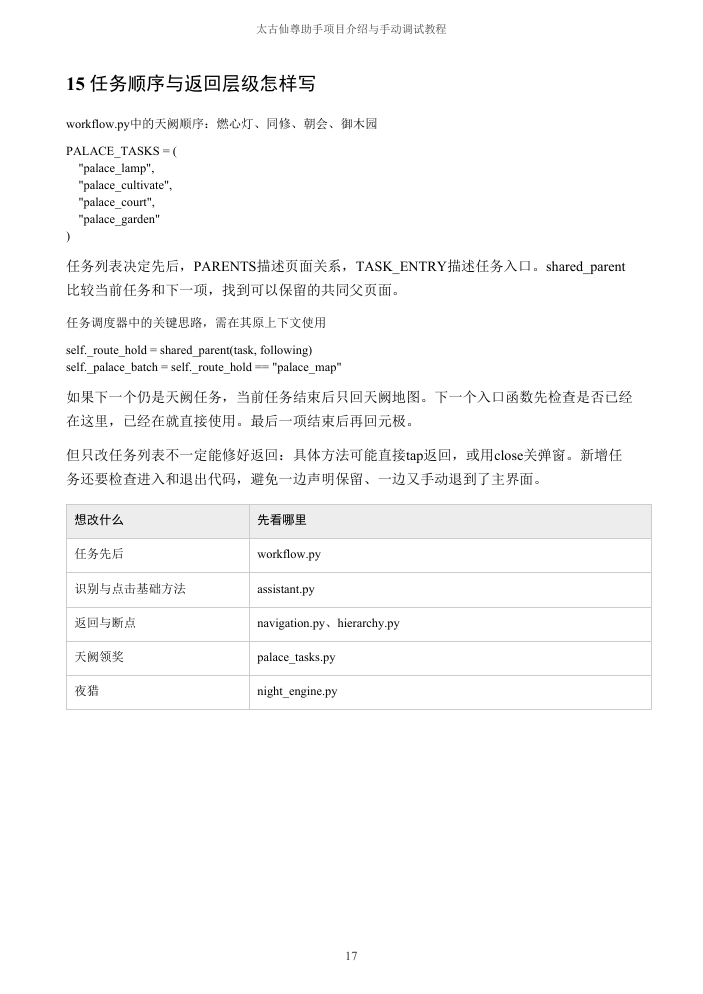 太古仙尊助手项目介绍与手动调试教程
15 任务顺序与返回层级怎样写
workflow.py中的天阙顺序：燃心灯、同修、朝会、御木园
PALACE_TASKS = (
    "palace_lamp",
    "palace_cultivate",
    "palace_court",
    "palace_garden"
)
任务列表决定先后，PARENTS描述页面关系，TASK_ENTRY描述任务入口。shared_parent
比较当前任务和下一项，找到可以保留的共同父页面。
任务调度器中的关键思路，需在其原上下文使用
self._route_hold = shared_parent(task, following)
self._palace_batch = self._route_hold == "palace_map"
如果下一个仍是天阙任务，当前任务结束后只回天阙地图。下一个入口函数先检查是否已经
在这里，已经在就直接使用。最后一项结束后再回元极。
但只改任务列表不一定能修好返回：具体方法可能直接tap返回，或用close关弹窗。新增任
务还要检查进入和退出代码，避免一边声明保留、一边又手动退到了主界面。
想改什么 先看哪里
任务先后 workflow.py
识别与点击基础方法 assistant.py
返回与断点 navigation.py、hierarchy.py
天阙领奖 palace_tasks.py
夜猎 night_engine.py
17